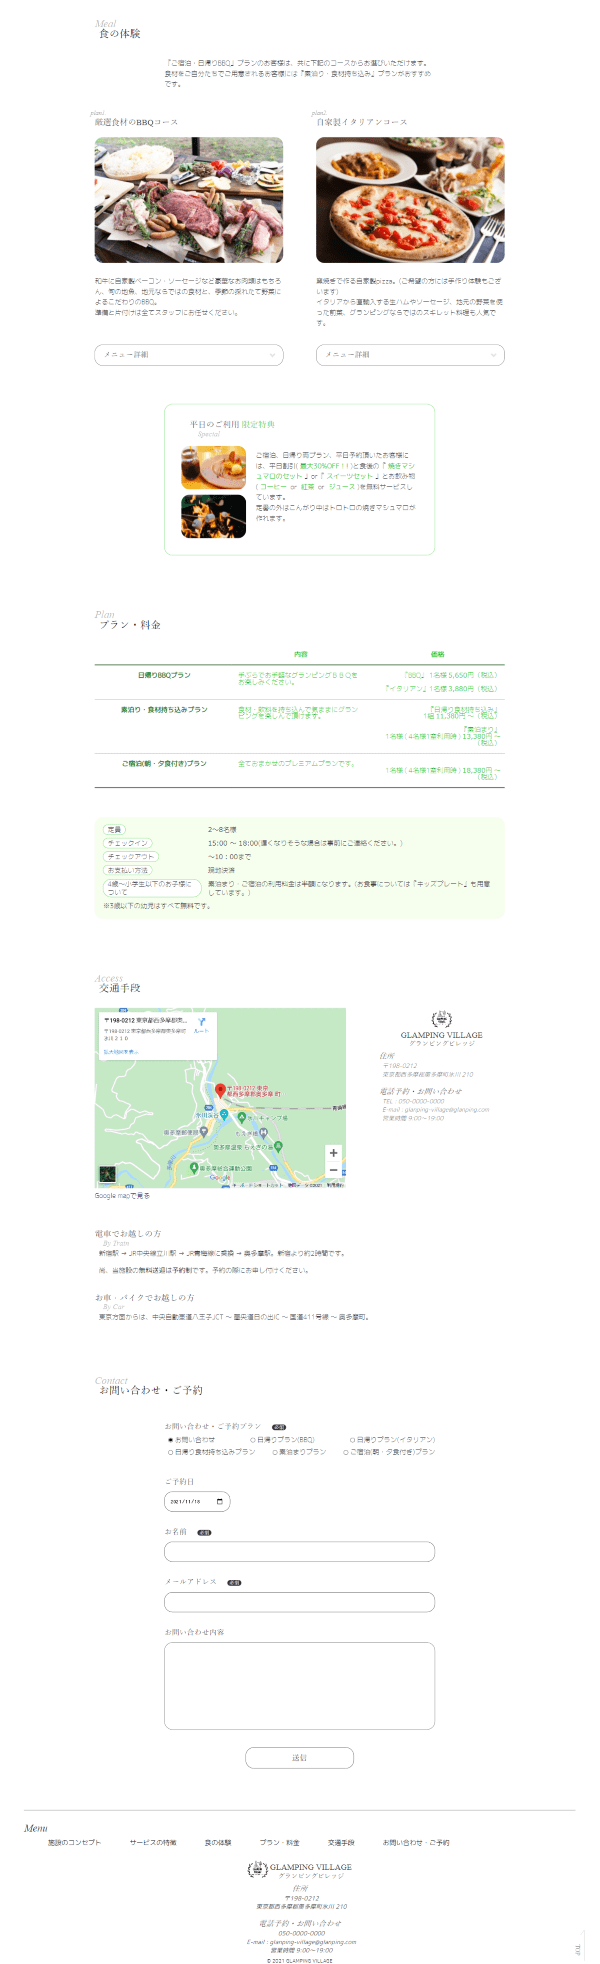 Meal
食の体験
『ご宿泊・日帰りBBQ』プランのお客様は、共に下記のコースからお選びいただけます。
食材をご自分たちでご用意されるお客様には『素泊り・食材持ち込み』プランがおすすめ
です。
plan1
厳選食材のBBQコース
plan2
自家製イタリアンコース
和牛に自家製ベーコン・ソーセージなど豪華なお肉類はもちろ
ん、旬の地魚、地元ならではの食材と、季節の採れたて野菜に
よるこだわりのBBQ。
準備と片付けは全てスタッフにお任せください。
窯焼きで作る自家製pizza。(ご希望の方には手作り体験もござ
います)
イタリアから直輸入する生ハムやソーセージ、地元の野菜を使
った前菜、グランピングならではのスキレット料理も人気で
す。
メニュー詳細
メニュー詳細
平日のご利用 限定特典
Special
ご宿泊、日帰り両プラン、平日予約頂いたお客様に
は、平日割引( 最大30%OFF！! )と食後の『 焼きマシ
ュマロのセット 』or『 スイーツセット 』とお飲み物
( コーヒー or 紅茶 or ジュース )を無料サービスし
ています。
定番の外はこんがり中はトロトロの焼きマシュマロが
作れます。
Plan
プラン・料金
内容 価格
日帰りBBQプラン
手ぶらでお手軽なグランピングＢＢＱを
お楽しみください。
『BBQ』 1名様 5,650円（税込）
『イタリアン』1名様 3,880円（税込）
素泊り・食材持ち込みプラン
食材・飲料を持ち込んで気ままにグラン
ピングを楽しんで頂けます。
『日帰り食材持ち込み』
1組 11,380円 〜（税込）
『素泊まり』
1名様 ( 4名様1室利用時 ) 13,380円 〜
（税込）
ご宿泊(朝・夕食付き)プラン
全ておまかせのプレミアムプランです。
1名様 ( 4名様1室利用時 ) 18,380円 〜
（税込）
定員 2〜8名様
チェックイン 15:00 〜 18:00(遅くなりそうな場合は事前にご連絡ください。)
チェックアウト 〜10：00まで
お支払い方法 現地決済
4歳〜小学生以下のお子様に
ついて
素泊まり・ご宿泊の利用料金は半額になります。(お食事については『キッズプレート』も用意
しています。)
※3歳以下の幼児はすべて無料です。
Access
交通手段
〒198-0212 東京都西多摩郡奥...
〒198-0212 東京都西多摩郡奥多摩町
氷川２１０
ルート
拡大地図を表示
〒198-0212 東京
都西多摩郡奥多摩町
氷川渓谷
氷川キャンプ場
奥多摩郵便局
もえぎ橋
奥多摩温泉 もえぎの湯
奥多摩総合運動公園
Google
Google mapで見る
GLAMPING VILLAGE
グランピングビレッジ
住所
〒198-0212
東京都西多摩郡奥多摩町氷川 210
電話予約・お問い合わせ
TEL : 050-0000-0000
E-mail : glanping-village@glanping.com
営業時間 9:00〜19:00
電車でお越しの方
By Train
新宿駅 → JR中央線立川駅 → JR青梅線に乗換 → 奥多摩駅。新宿より約2時間です。
尚、当施設の無料送迎は予約制です。予約の際にお申し付けください。
お車・バイクでお越しの方
By Car
東京方面からは、中央自動車道八王子JCT 〜 圏央道日の出IC 〜 国道411号線 〜 奥多摩町。
Contact
お問い合わせ・ご予約
お問い合わせ・ご予約プラン 必須
お問い合わせ 日帰りプラン(BBQ) 日帰りプラン(イタリアン)
日帰り食材持ち込みプラン 素泊まりプラン ご宿泊(朝・夕食付き)プラン
ご予約日
2021/11/18
お名前 必須
メールアドレス 必須
お問い合わせ内容
送信
Menu
施設のコンセプト サービスの特徴 食の体験 プラン・料金 交通手段 お問い合わせ・ご予約
GLAMPING VILLAGE
グランピングビレッジ
住所
〒198-0212
東京都西多摩郡奥多摩町氷川 210
電話予約・お問い合わせ
050-0000-0000
E-mail : glanping-village@glanping.com
営業時間 9:00〜19:00
© 2021 GLAMPING VILLAGE
TOP